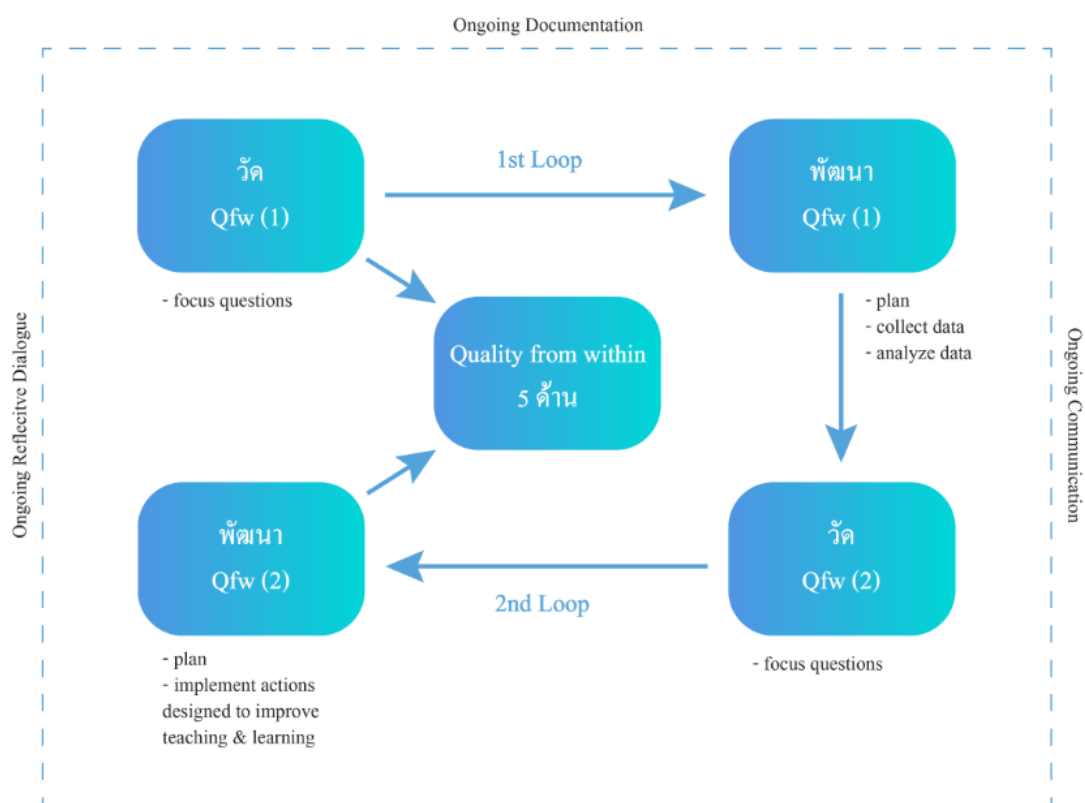 Ongoing Documentation
วัด
Qfw (1)
- focus questions
1st Loop
พัฒนา
Qfw (1)
- plan
- collect data
- analyze data
Quality from within
5 ด้าน
Ongoing Reflecitve Dialogue
Ongoing Communication
พัฒนา
Qfw (2)
- plan
- implement actions
designed to improve
teaching & learning
2nd Loop
วัด
Qfw (2)
- focus questions